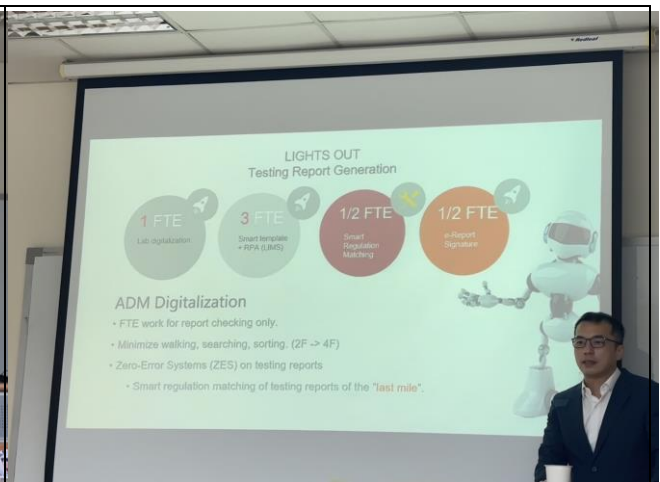 Redleaf
LIGHTS OUT
Testing Report Generation
1 FTE
Lab digitalization
3 FTE
Smart template
+ RPA (LIMS)
1/2 FTE
Smart
Regulation
Matching
1/2 FTE
e-Report
Signature
ADM Digitalization
• FTE work for report checking only.
• Minimize walking, searching, sorting. (2F -> 4F)
• Zero-Error Systems (ZES) on testing reports
• Smart regulation matching of testing reports of the "last mile".